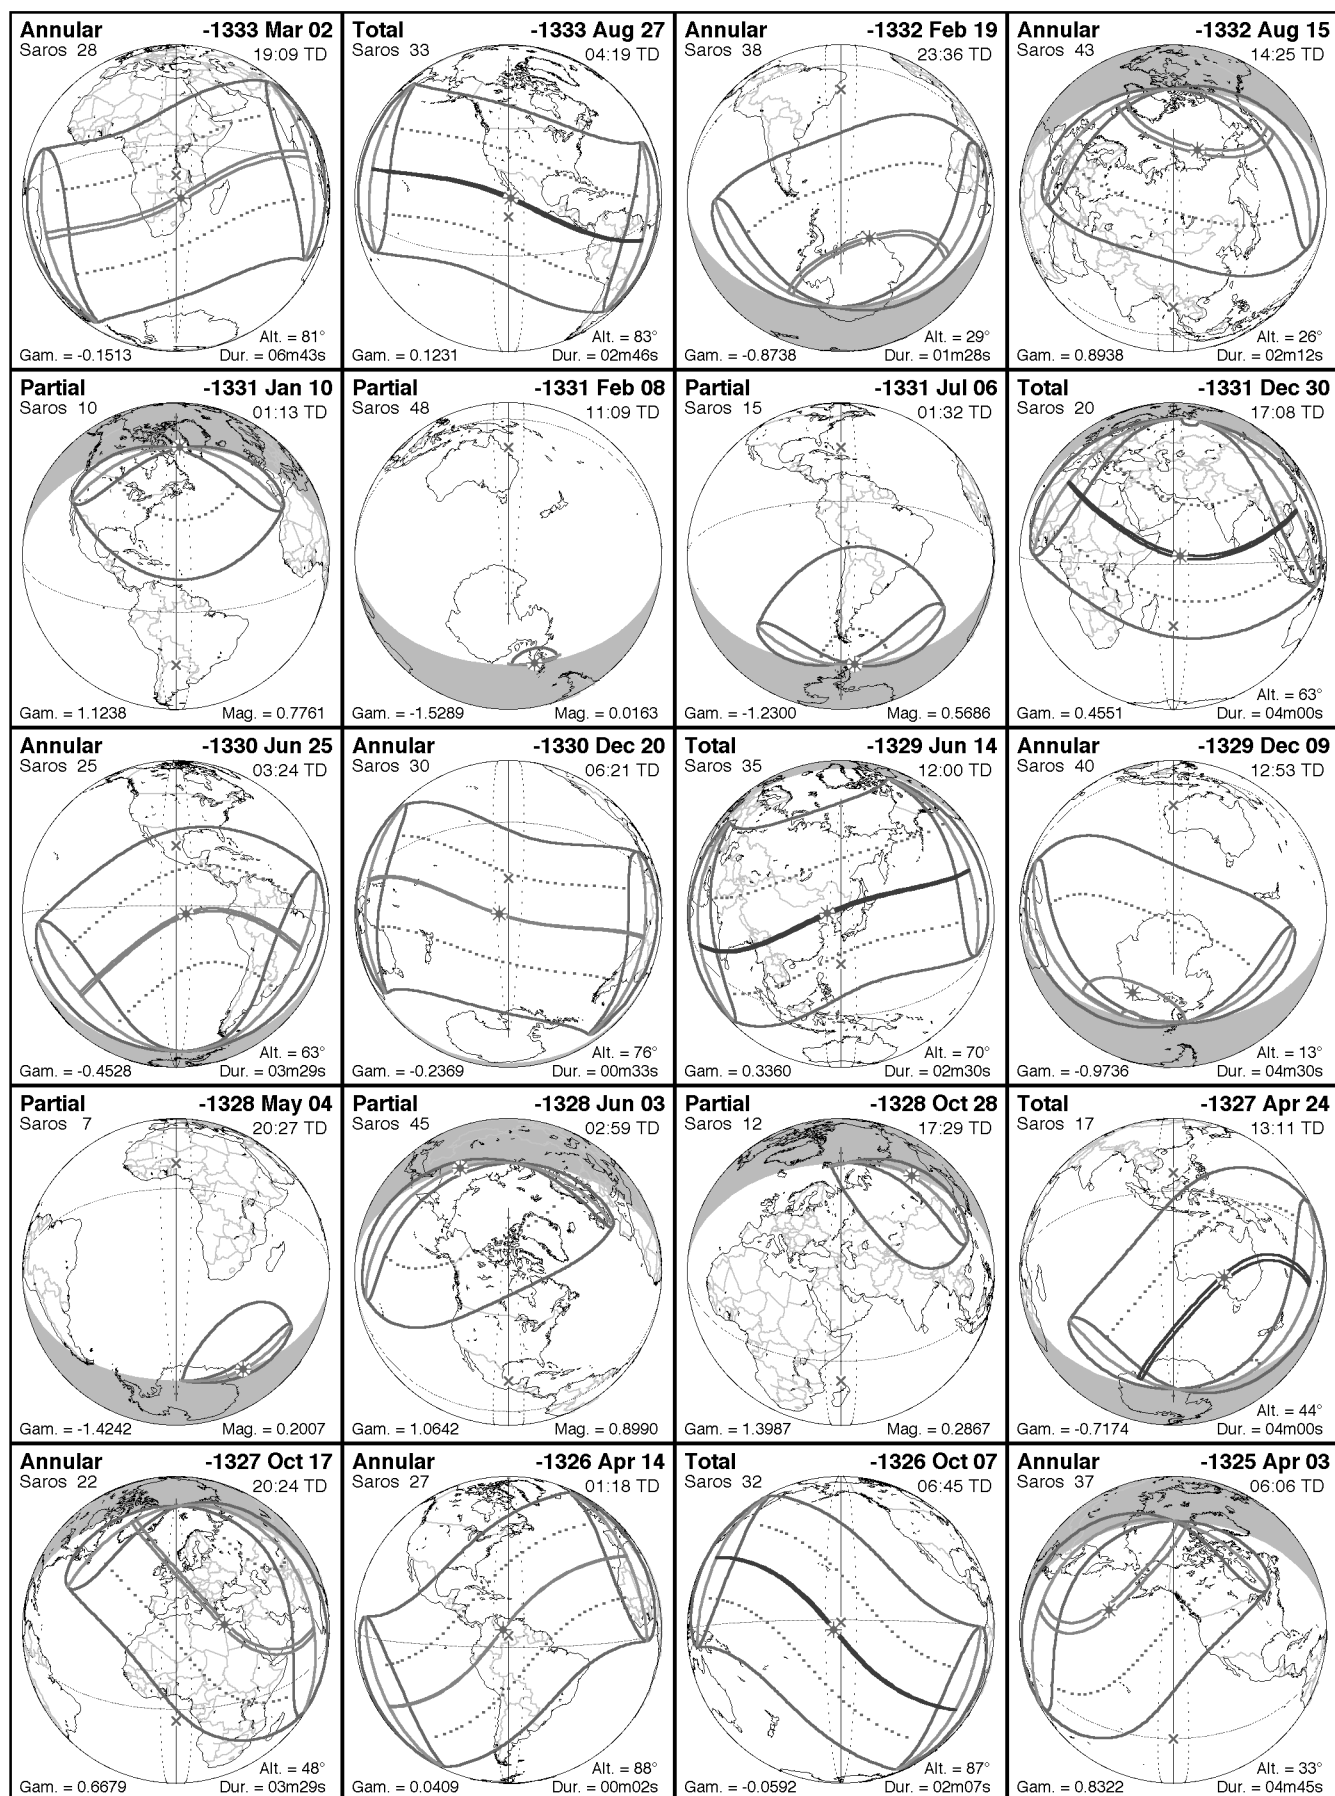 Annular -1333 Mar 02
Saros 28 19:09 TD
Alt. = 81°
Gam. = -0.1513 Dur. = 06m43s
Total -1333 Aug 27
Saros 33 04:19 TD
Alt. = 83°
Gam. = 0.1231 Dur. = 02m46s
Annular -1332 Feb 19
Saros 38 23:36 TD
Alt. = 29°
Gam. = -0.8738 Dur. = 01m28s
Annular -1332 Aug 15
Saros 43 14:25 TD
Alt. = 26°
Gam. = 0.8938 Dur. = 02m12s
Partial -1331 Jan 10
Saros 10 01:13 TD
Gam. = 1.1238 Mag. = 0.7761
Partial -1331 Feb 08
Saros 48 11:09 TD
Gam. = -1.5289 Mag. = 0.0163
Partial -1331 Jul 06
Saros 15 01:32 TD
Gam. = -1.2300 Mag. = 0.5686
Total -1331 Dec 30
Saros 20 17:08 TD
Alt. = 63°
Gam. = 0.4551 Dur. = 04m00s
Annular -1330 Jun 25
Saros 25 03:24 TD
Alt. = 63°
Gam. = -0.4528 Dur. = 03m29s
Annular -1330 Dec 20
Saros 30 06:21 TD
Alt. = 76°
Gam. = -0.2369 Dur. = 00m33s
Total -1329 Jun 14
Saros 35 12:00 TD
Alt. = 70°
Gam. = 0.3360 Dur. = 02m30s
Annular -1329 Dec 09
Saros 40 12:53 TD
Alt. = 13°
Gam. = -0.9736 Dur. = 04m30s
Partial -1328 May 04
Saros 7 20:27 TD
Gam. = -1.4242 Mag. = 0.2007
Partial -1328 Jun 03
Saros 45 02:59 TD
Gam. = 1.0642 Mag. = 0.8990
Partial -1328 Oct 28
Saros 12 17:29 TD
Gam. = 1.3987 Mag. = 0.2867
Total -1327 Apr 24
Saros 17 13:11 TD
Alt. = 44°
Gam. = -0.7174 Dur. = 04m00s
Annular -1327 Oct 17
Saros 22 20:24 TD
Alt. = 48°
Gam. = 0.6679 Dur. = 03m29s
Annular -1326 Apr 14
Saros 27 01:18 TD
Alt. = 88°
Gam. = 0.0409 Dur. = 00m02s
Total -1326 Oct 07
Saros 32 06:45 TD
Alt. = 87°
Gam. = -0.0592 Dur. = 02m07s
Annular -1325 Apr 03
Saros 37 06:06 TD
Alt. = 33°
Gam. = 0.8322 Dur. = 04m45s